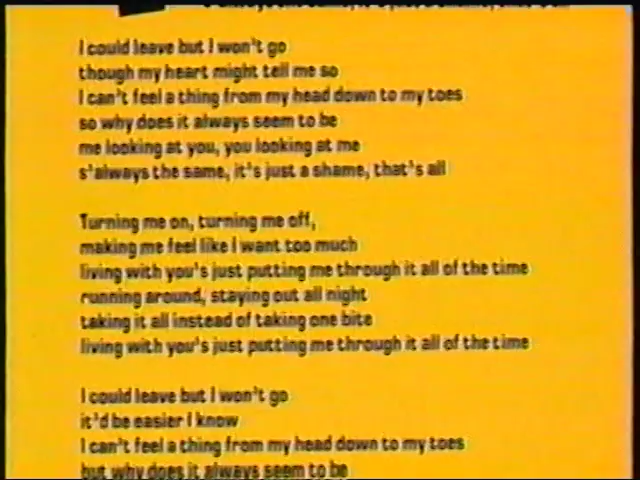 I could leave but I won't go
though my heart might tell me so
I can't feel a thing from my head down to my toes
so why does it always seem to be
me looking at you, you looking at me
s'always the same, it's just a shame, that's all
Turning me on, turning me off,
making me feel like I want too much
living with you's just putting me through it all of the time
running around, staying out all night
taking it all instead of taking one bite
living with you's just putting me through it all of the time
I could leave but I won't go
it'd be easier I know
I can't feel a thing from my head down to my toes
but why does it always seem to be